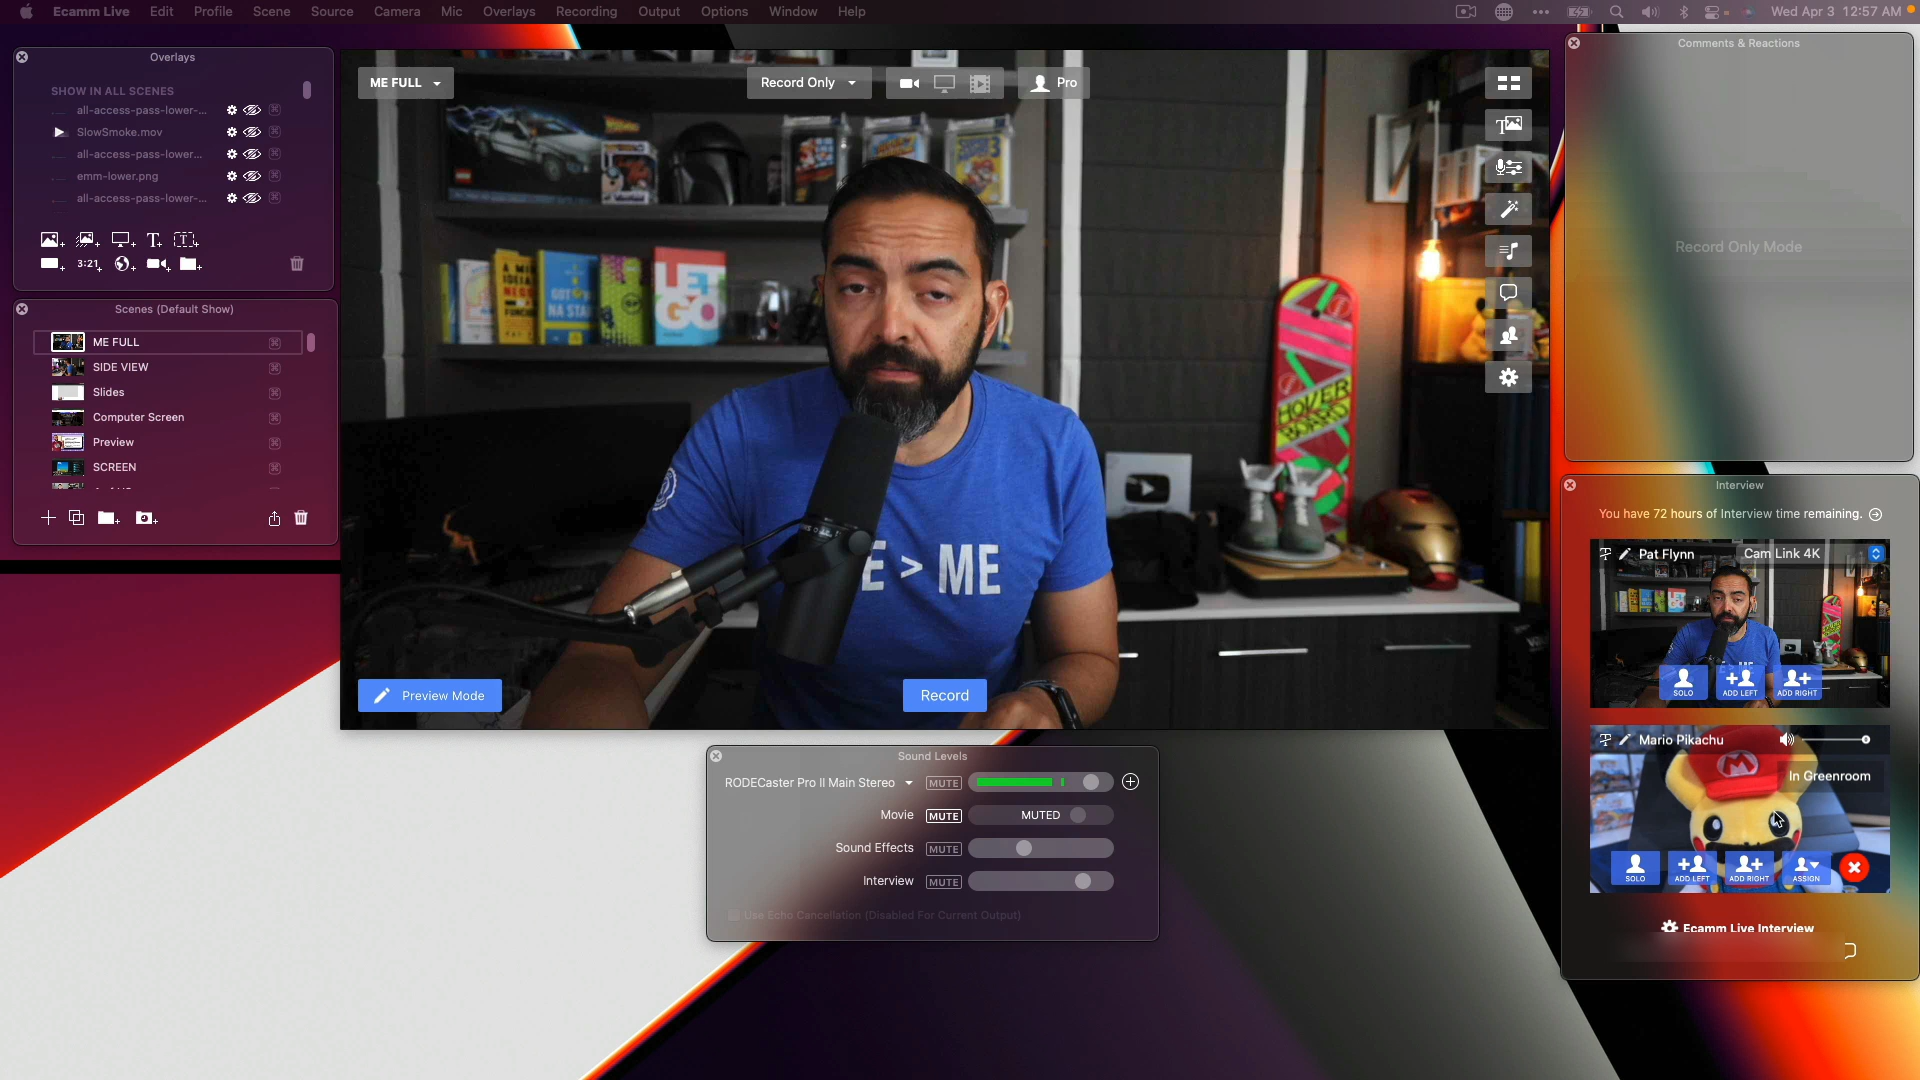 Ecamm Live Edit Profile Scene Source Camera Mic Overlays Recording Output Options Window Help Wed Apr 3 12:57 AM
Overlays
SHOW IN ALL SCENES
all-access-pass-lower-...
SlowSmoke.mov
all-access-pass-lower...
emm-lower.png
all-access-pass-lower-...
3:21
Scenes (Default Show)
ME FULL
SIDE VIEW
Slides
Computer Screen
Preview
SCREEN
ME FULL
Record Only
Pro
LEGO
LET
GO
HOVER
BOARD
E > ME
Preview Mode
Record
Sound Levels
RODECaster Pro II Main Stereo MUTE
Movie MUTE MUTED
Sound Effects MUTE
Interview MUTE
Use Echo Cancellation (Disabled For Current Output)
Comments & Reactions
Record Only Mode
Interview
You have 72 hours of Interview time remaining.
Pat Flynn Cam Link 4K
SOLO ADD LEFT ADD RIGHT
Mario Pikachu
In Greenroom
SOLO ADD LEFT ADD RIGHT ASSIGN
Ecamm Live Interview